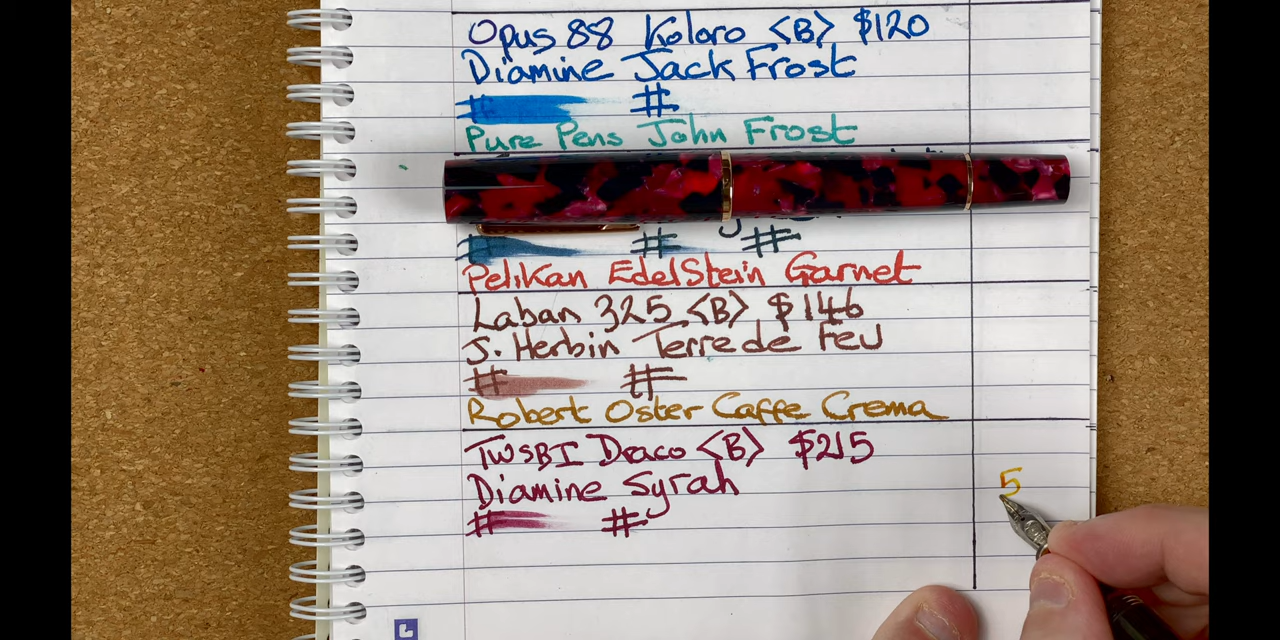 Opus 88 Koloro <B> $120
Diamine Jack Frost
# #
Pure Pens John Frost
# # #
Pelikan EdelStein Garnet
Laban 325 <B> $146
J. Herbin Terre de Feu
# #
Robert Oster Caffe Crema
TWSBI Draco <B> $215
Diamine Syrah
5
# #